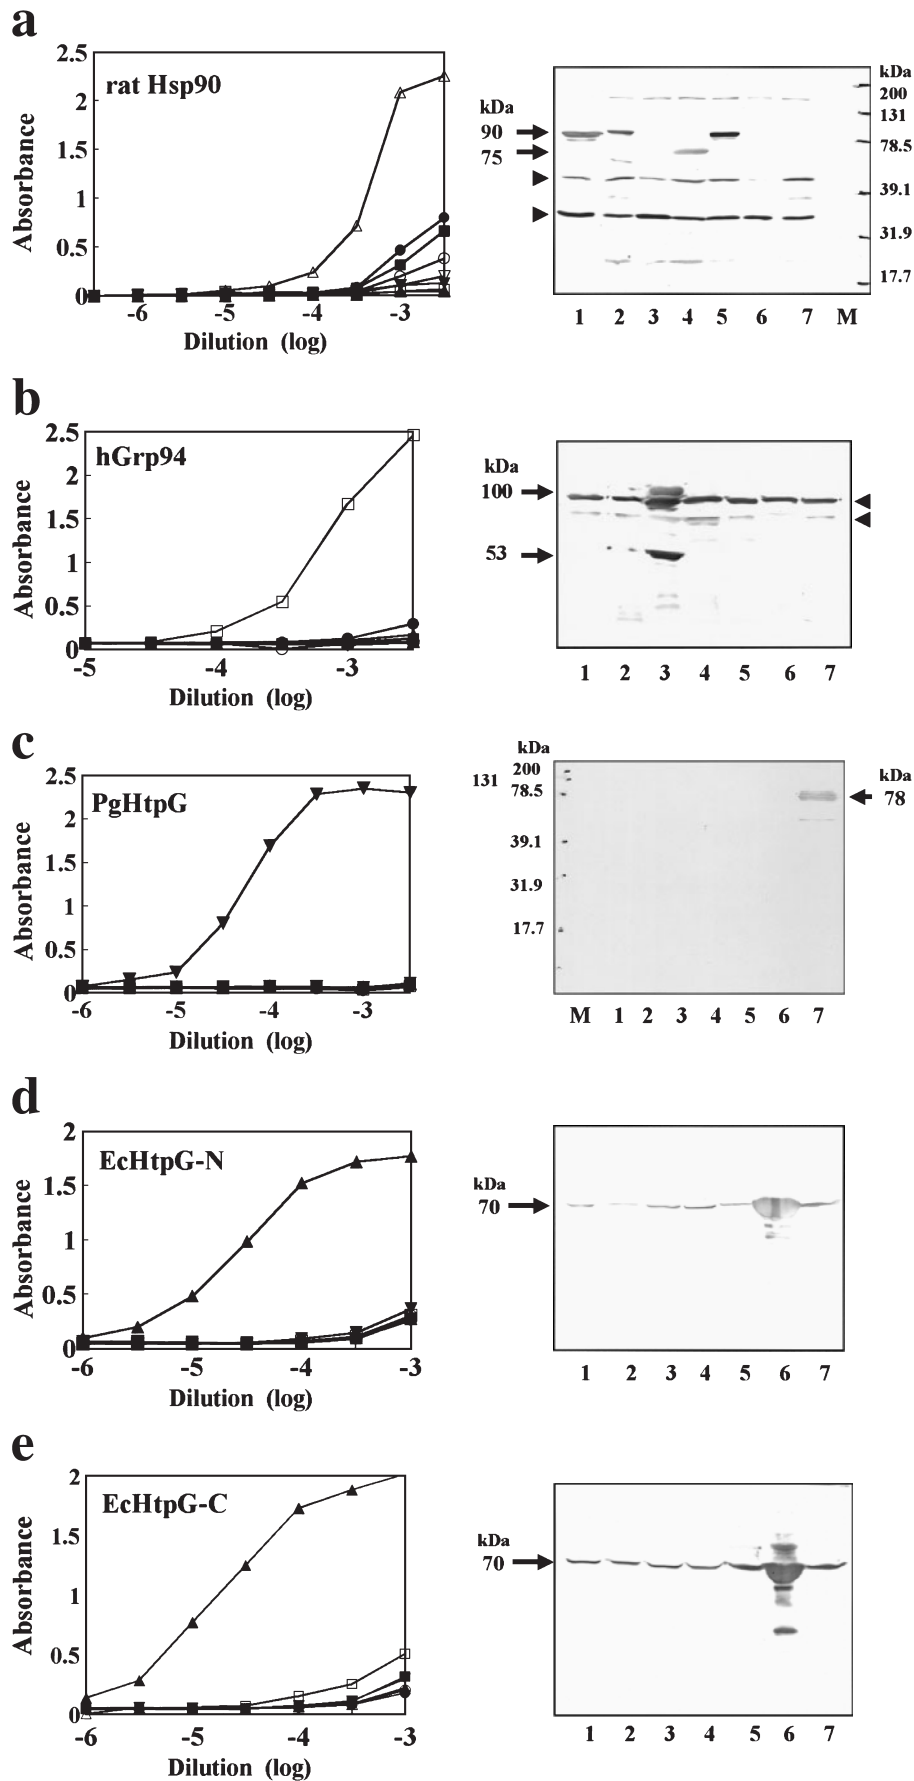 a
2.5
2
1.5
1
0.5
0
Absorbance
rat Hsp90
-6 -5 -4 -3
Dilution (log)
kDa
90
75
kDa
200
131
78.5
39.1
31.9
17.7
1 2 3 4 5 6 7 M
b
2.5
2
1.5
1
0.5
0
Absorbance
hGrp94
-5 -4 -3
Dilution (log)
kDa
100
53
1 2 3 4 5 6 7
c
2.5
2
1.5
1
0.5
0
Absorbance
PgHtpG
-6 -5 -4 -3
Dilution (log)
kDa
200
131
78.5
39.1
31.9
17.7
kDa
78
M 1 2 3 4 5 6 7
d
2
1.5
1
0.5
0
Absorbance
EcHtpG-N
-6 -5 -4 -3
Dilution (log)
kDa
70
1 2 3 4 5 6 7
e
2
1.5
1
0.5
0
Absorbance
EcHtpG-C
-6 -5 -4 -3
Dilution (log)
kDa
70
1 2 3 4 5 6 7